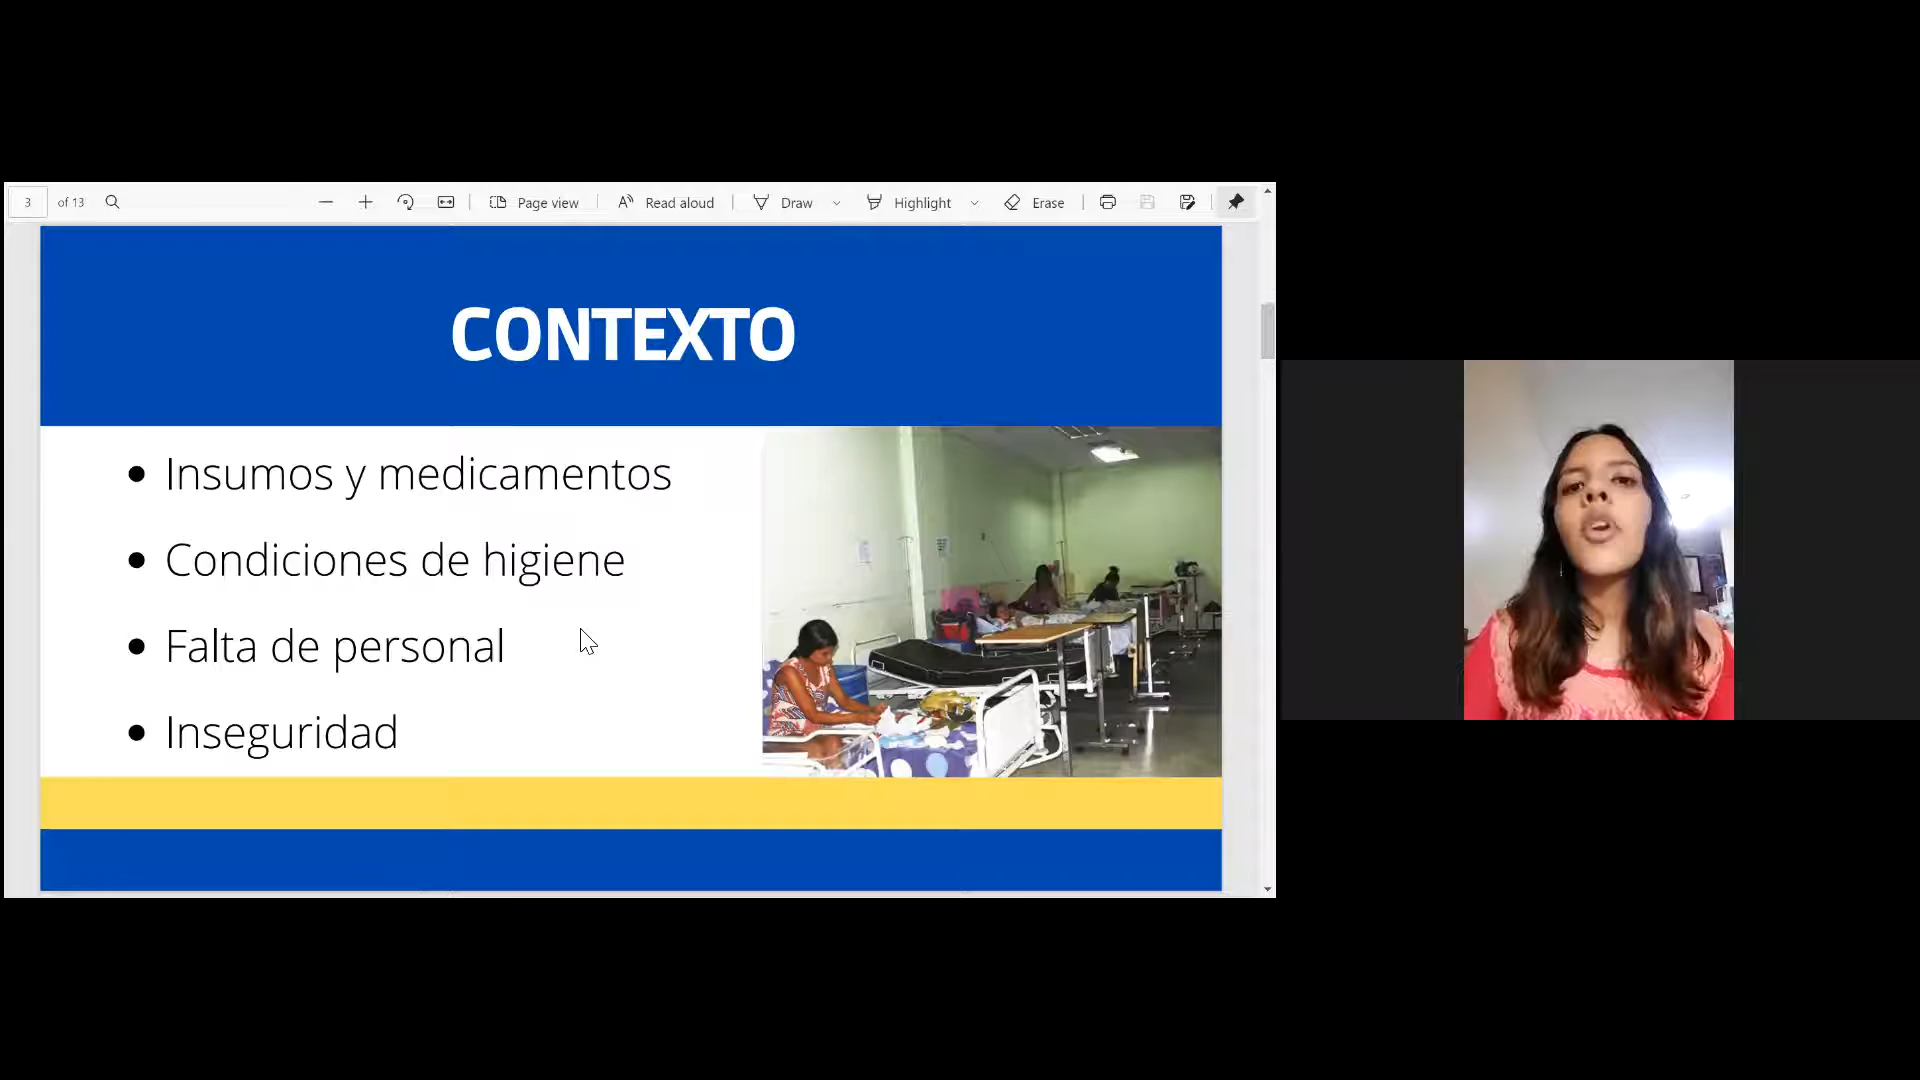 3 of 13 Page view Read aloud Draw Highlight Erase
CONTEXTO
• Insumos y medicamentos
• Condiciones de higiene
• Falta de personal
• Inseguridad